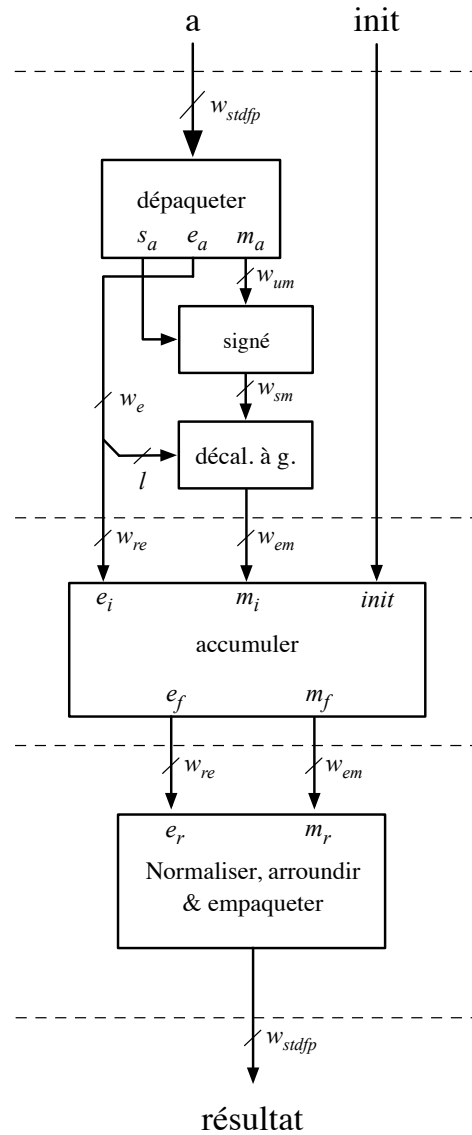 a init
w_stdfp
dépaqueter
s_a e_a m_a
w_um
signé
w_sm
w_e
décal. à g.
l
w_re w_em
e_i m_i init
accumuler
e_f m_f
w_re w_em
e_r m_r
Normaliser, arroundir
& empaqueter
w_stdfp
résultat